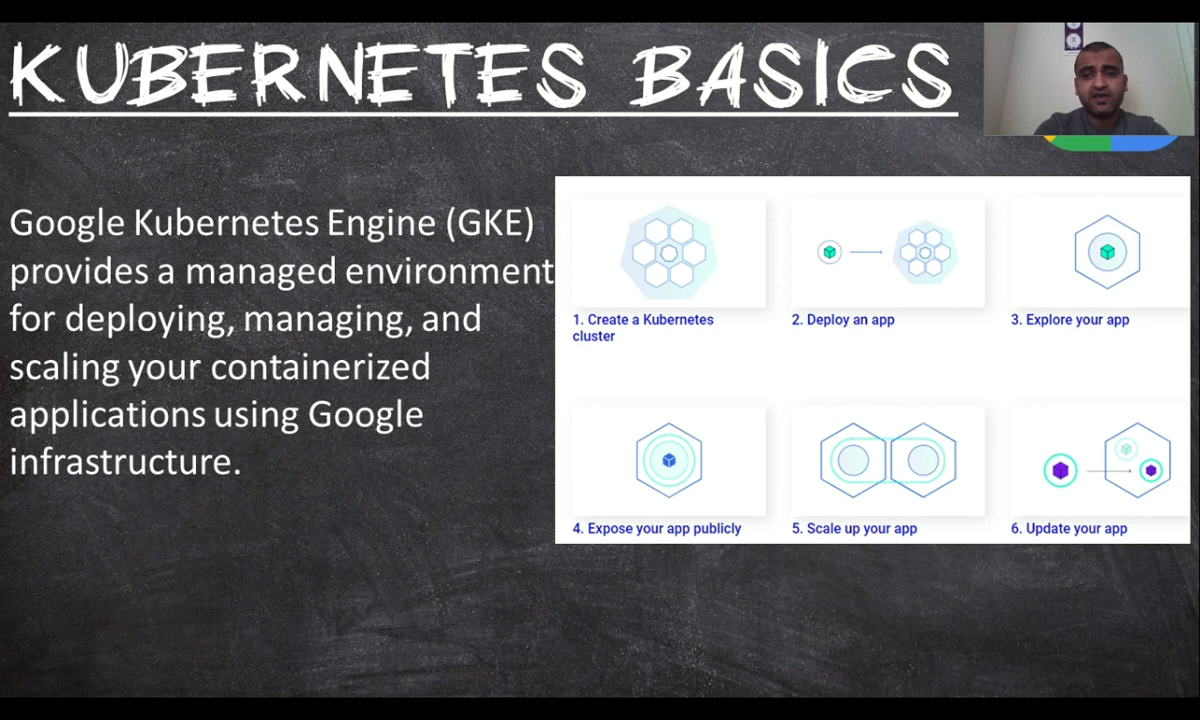 KUBERNETES BASICS
Google Kubernetes Engine (GKE)
provides a managed environment
for deploying, managing, and
scaling your containerized
applications using Google
infrastructure.
1. Create a Kubernetes
cluster
2. Deploy an app
3. Explore your app
4. Expose your app publicly
5. Scale up your app
6. Update your app